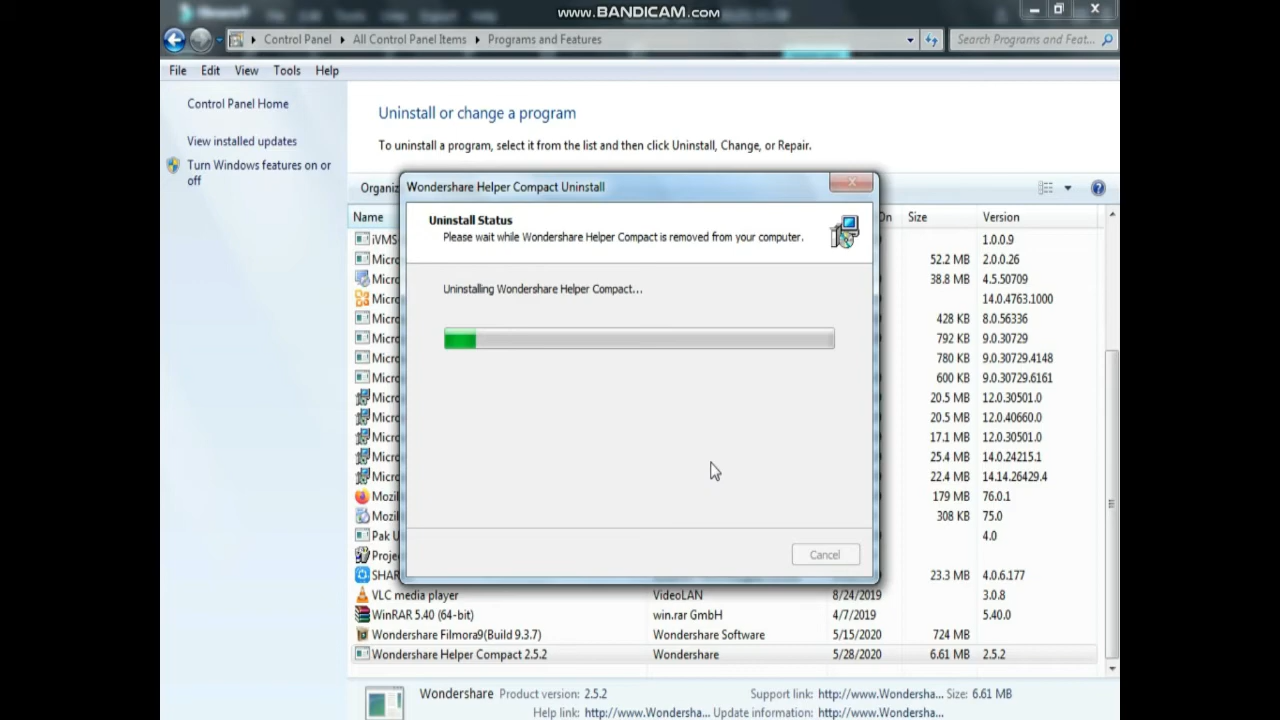 www.BANDICAM.com
Control Panel All Control Panel Items Programs and Features
Search Programs and Feat...
File Edit View Tools Help
Control Panel Home
View installed updates
Turn Windows features on or
off
Uninstall or change a program
To uninstall a program, select it from the list and then click Uninstall, Change, or Repair.
Organi
Name On Size Version
Wondershare Helper Compact Uninstall
Uninstall Status
Please wait while Wondershare Helper Compact is removed from your computer.
Uninstalling Wondershare Helper Compact...
Cancel
iVMS 1.0.0.9
Micro 52.2 MB 2.0.0.26
Micro 38.8 MB 4.5.50709
Micro 14.0.4763.1000
Micro 428 KB 8.0.56336
Micro 792 KB 9.0.30729
Micro 780 KB 9.0.30729.4148
Micro 600 KB 9.0.30729.6161
Micro 20.5 MB 12.0.30501.0
Micro 20.5 MB 12.0.40660.0
Micro 17.1 MB 12.0.30501.0
Micro 25.4 MB 14.0.24215.1
Micro 22.4 MB 14.14.26429.4
Mozil 179 MB 76.0.1
Mozil 308 KB 75.0
Pak U 4.0
Projec
SHAR 23.3 MB 4.0.6.177
VLC media player VideoLAN 8/24/2019 3.0.8
WinRAR 5.40 (64-bit) win.rar GmbH 4/7/2019 5.40.0
Wondershare Filmora9(Build 9.3.7) Wondershare Software 5/15/2020 724 MB
Wondershare Helper Compact 2.5.2 Wondershare 5/28/2020 6.61 MB 2.5.2
Wondershare Product version: 2.5.2 Support link: http://www.Wondersha... Size: 6.61 MB
Help link: http://www.Wondersha... Update information: http://www.Wondersha...